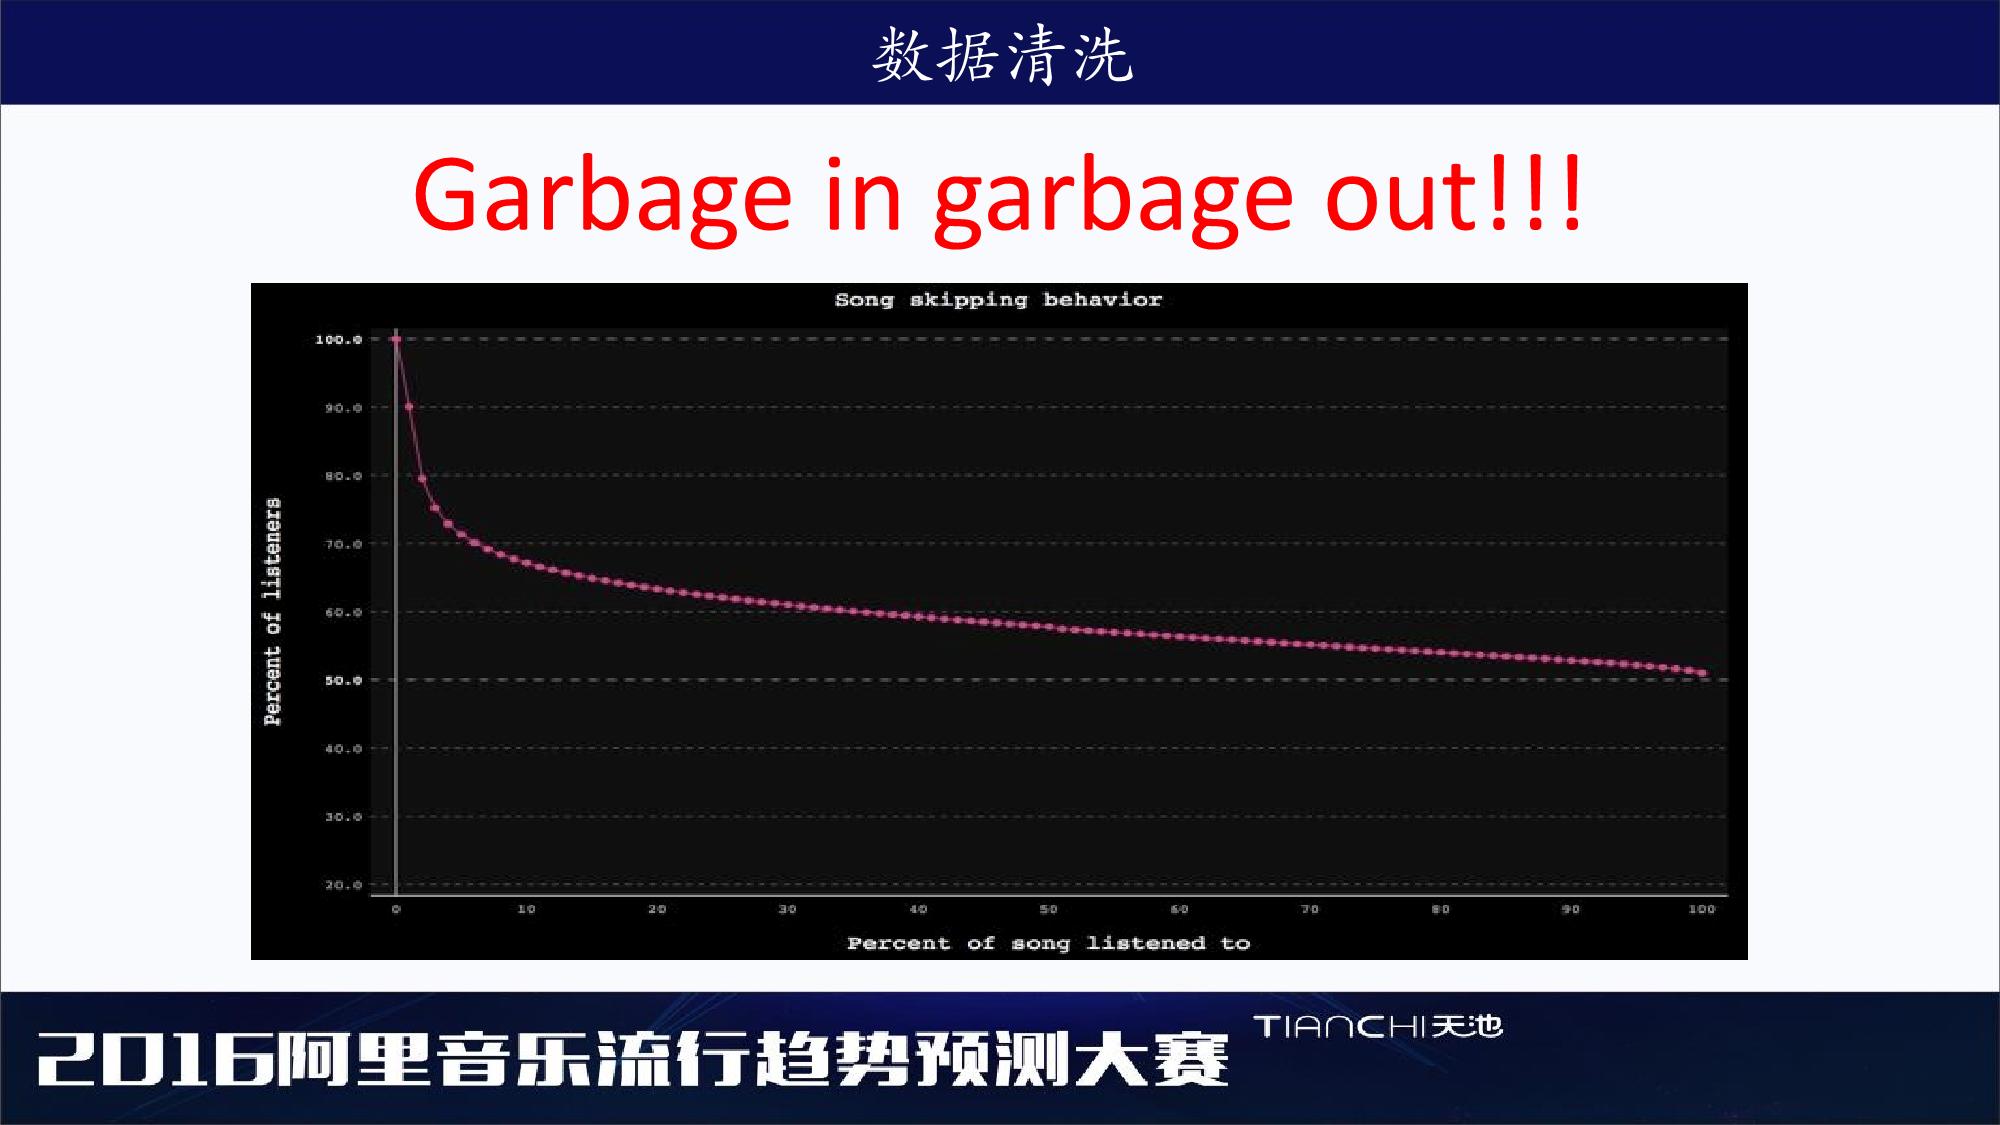 数据清洗
Garbage in garbage out!!!
Song skipping behavior
100.0
90.0
80.0
70.0
60.0
50.0
40.0
30.0
20.0
Percent of listeners
0 10 20 30 40 50 60 70 80 90 100
Percent of song listened to
2016阿里音乐流行趋势预测大赛
TIANCHI天池